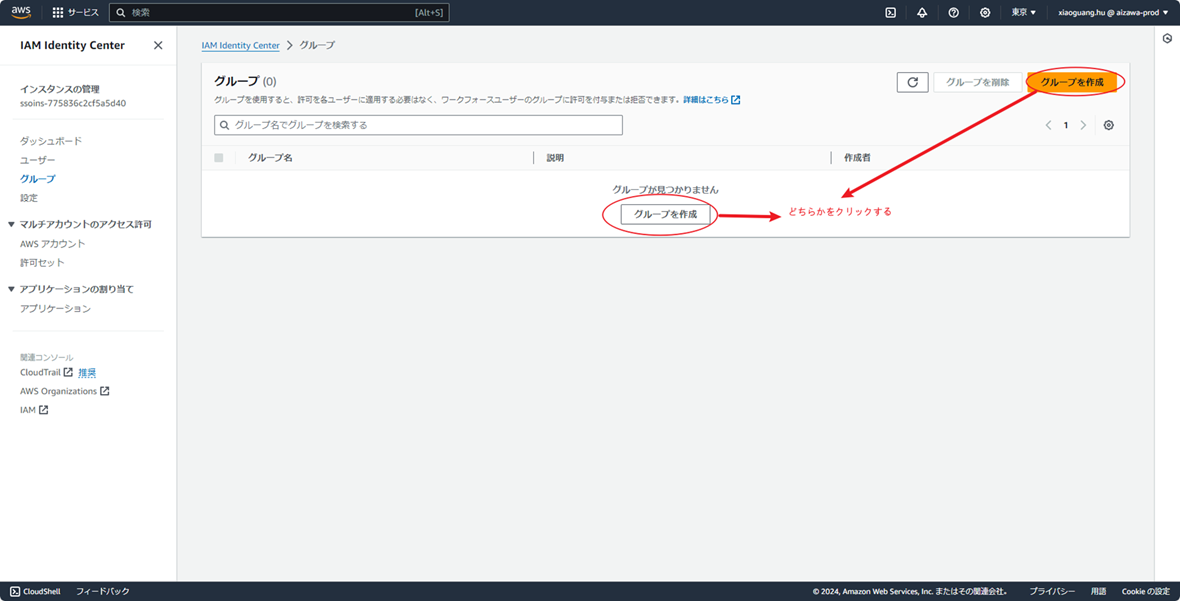 aws
サービス
検索 [Alt+S]
東京 ▼
xiaoguang.hu @ aizawa-prod ▼
IAM Identity Center
インスタンスの管理
ssoins-775836c2cf5a5d40
ダッシュボード
ユーザー
グループ
設定
▼ マルチアカウントのアクセス許可
AWS アカウント
許可セット
▼ アプリケーションの割り当て
アプリケーション
関連コンソール
CloudTrail 推奨
AWS Organizations
IAM
IAM Identity Center > グループ
グループ (0)
グループを削除
グループを作成
グループを使用すると、許可を各ユーザーに適用する必要はなく、ワークフォースユーザーのグループに許可を付与または拒否できます。詳細はこちら
グループ名でグループを検索する
< 1 >
グループ名 説明 作成者
グループが見つかりません
グループを作成
どちらかをクリックする
CloudShell フィードバック
© 2024, Amazon Web Services, Inc. またはその関連会社。 プライバシー 用語 Cookie の設定